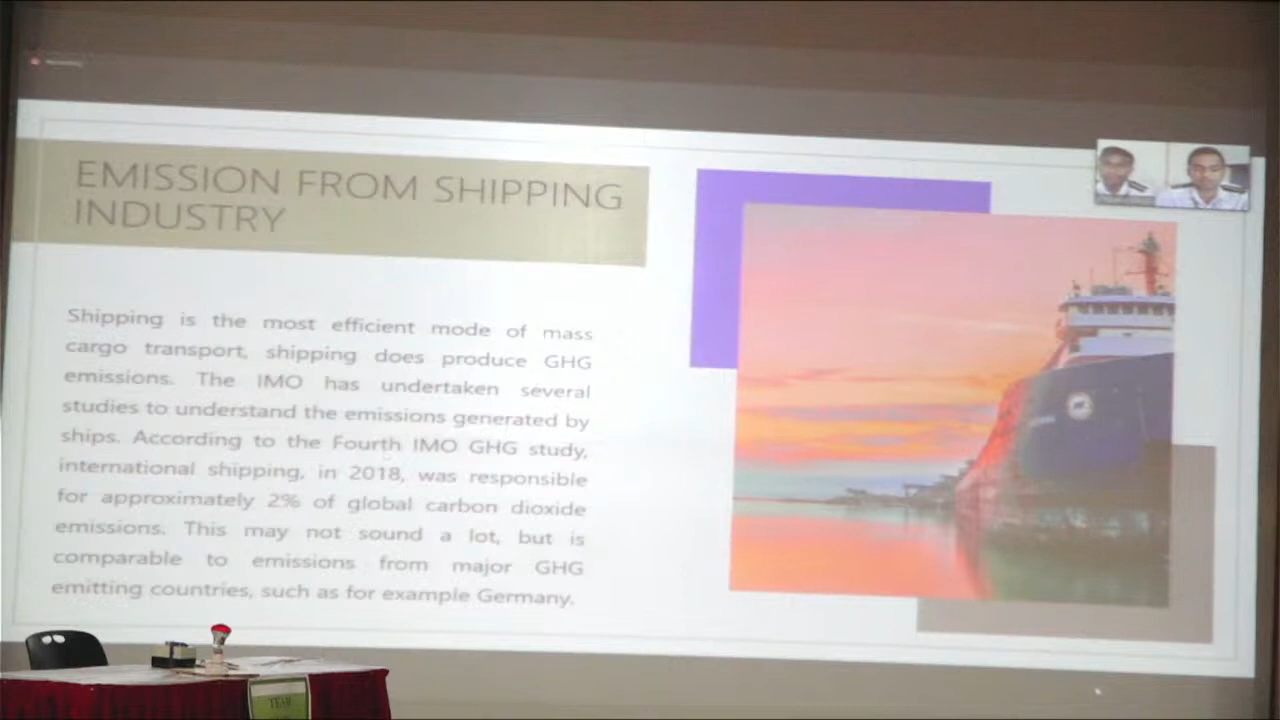 EMISSION FROM SHIPPING
INDUSTRY
Shipping is the most efficient mode of mass
cargo transport, shipping does produce GHG
emissions. The IMO has undertaken several
studies to understand the emissions generated by
ships. According to the Fourth IMO GHG study,
international shipping, in 2018, was responsible
for approximately 2% of global carbon dioxide
emissions. This may not sound a lot, but is
comparable to emissions from major GHG
emitting countries, such as for example Germany.